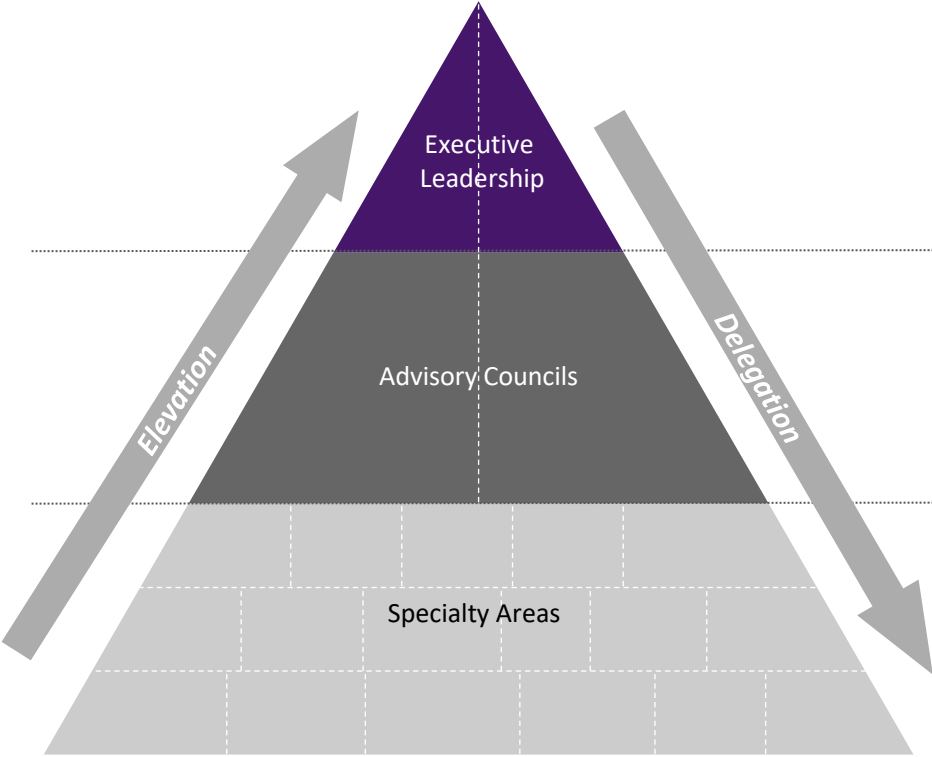 Executive
Leadership
Advisory Councils
Elevation
Delegation
Specialty Areas